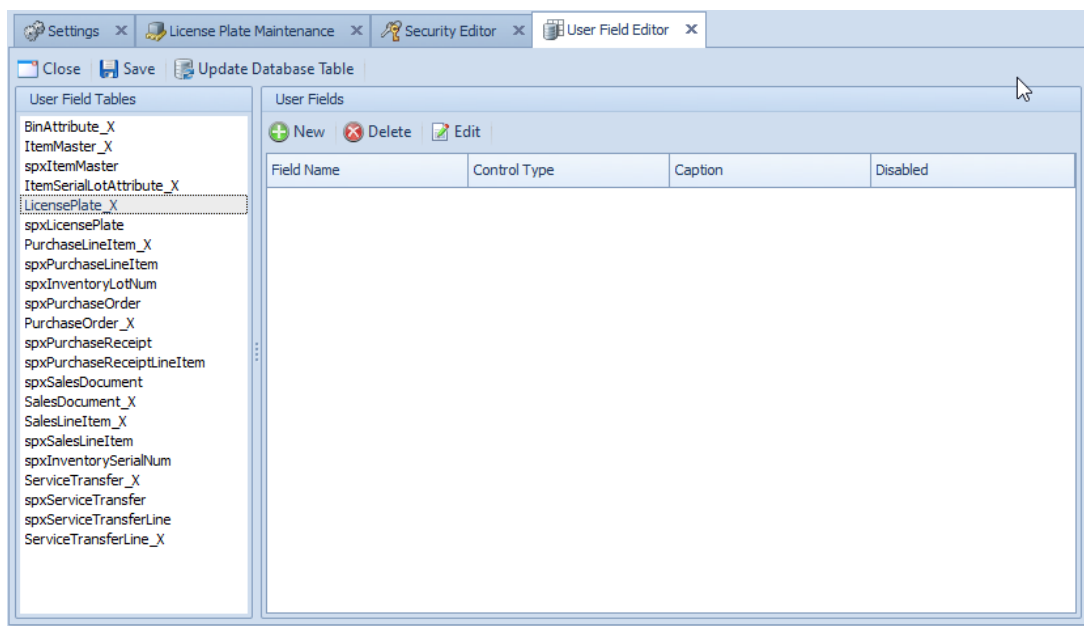 Settings License Plate Maintenance Security Editor User Field Editor
Close Save Update Database Table
User Field Tables
BinAttribute_X
ItemMaster_X
spxItemMaster
ItemSerialLotAttribute_X
LicensePlate_X
spxLicensePlate
PurchaseLineItem_X
spxPurchaseLineItem
spxInventoryLotNum
spxPurchaseOrder
PurchaseOrder_X
spxPurchaseReceipt
spxPurchaseReceiptLineItem
spxSalesDocument
SalesDocument_X
SalesLineItem_X
spxSalesLineItem
spxInventorySerialNum
ServiceTransfer_X
spxServiceTransfer
spxServiceTransferLine
ServiceTransferLine_X
User Fields
New Delete Edit
Field Name Control Type Caption Disabled